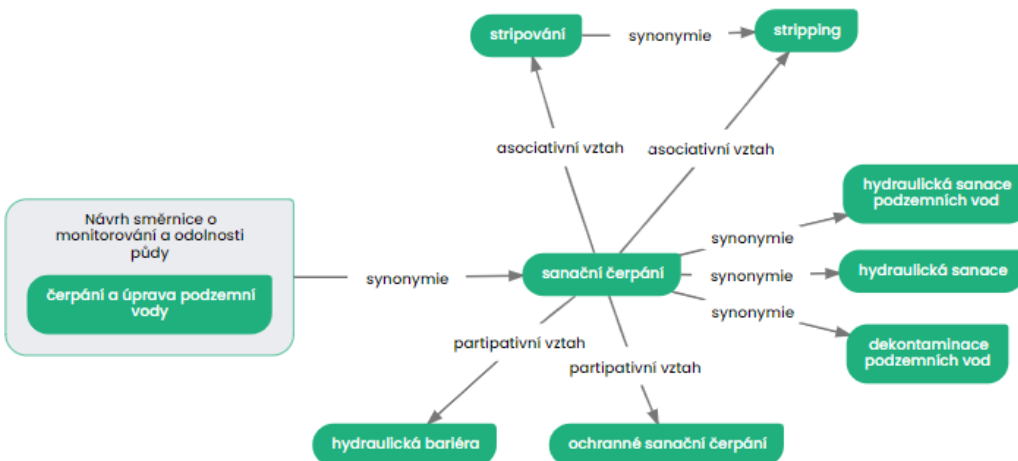 stripování
synonymie
stripping
asociativní vztah
asociativní vztah
hydraulická sanace
podzemních vod
Návrh směrnice o
monitorování a odolnosti
půdy
synonymie
čerpání a úprava podzemní
vody
synonymie
sanační čerpání
synonymie
hydraulická sanace
synonymie
partipativní vztah
dekontaminace
podzemních vod
partipativní vztah
hydraulická bariéra
ochranné sanační čerpání